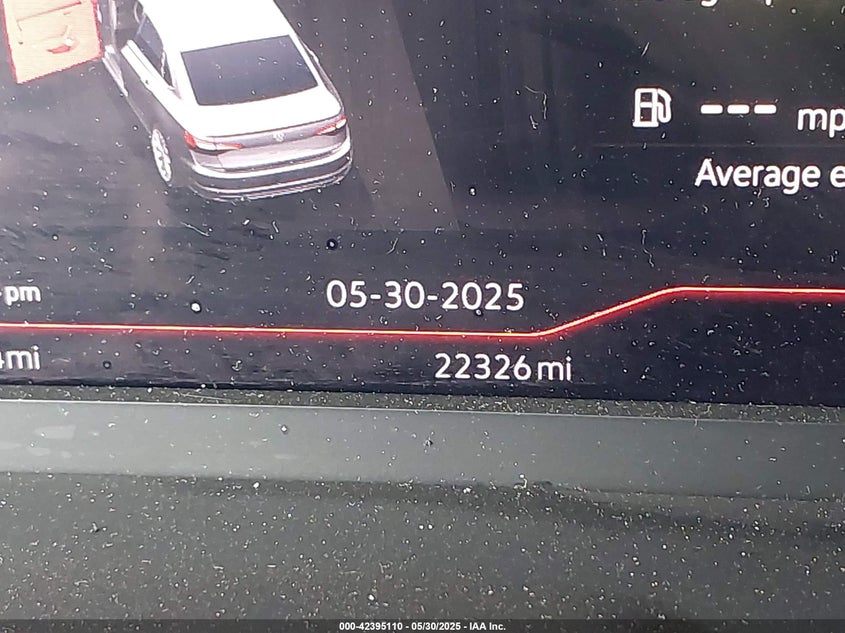 mp
Average e
pm
05-30-2025
mi
22326 mi
000-42395110 - 05/30/2025 - IAA Inc.